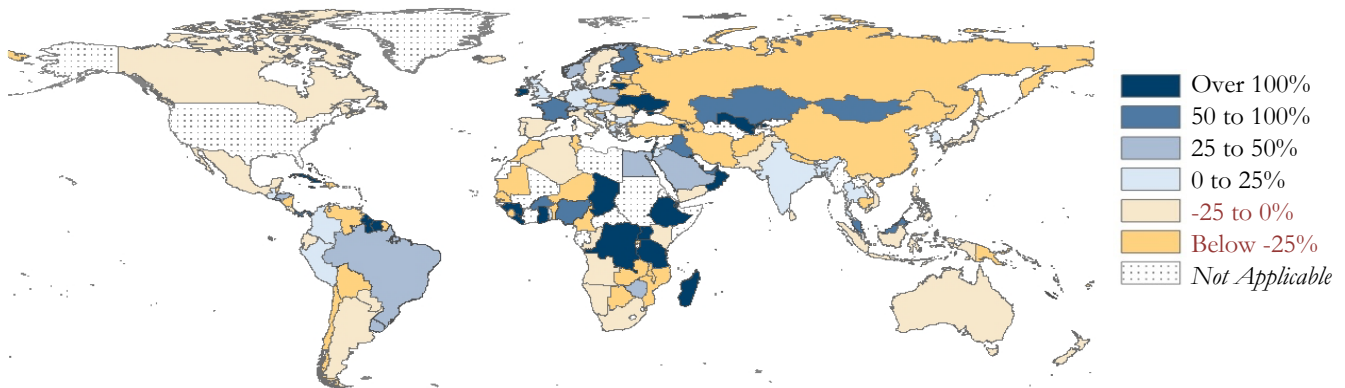 Over 100%
50 to 100%
25 to 50%
0 to 25%
-25 to 0%
Below -25%
Not Applicable